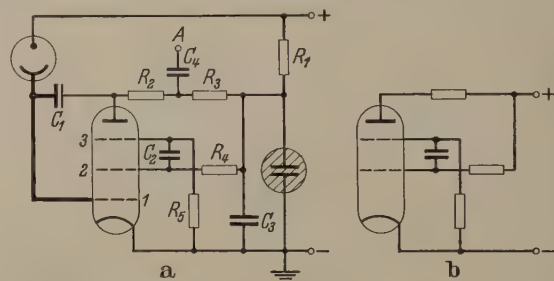 +
+
A
C₄
R₁
R₂
R₃
C₁
3
C₂
2
R₄
1
R₅
C₃
−
−
a
b